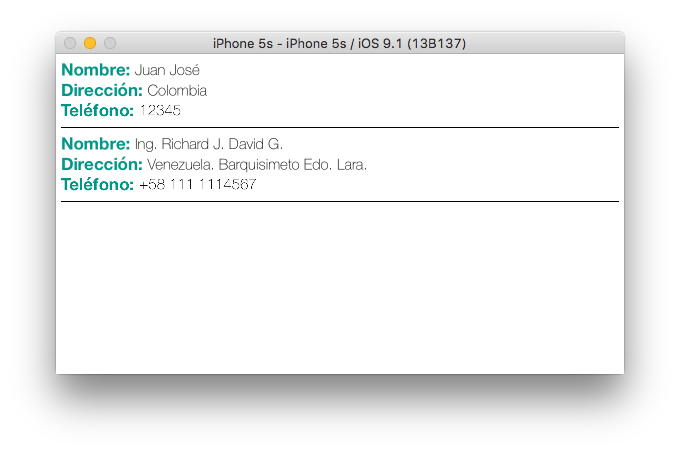 iPhone 5s - iPhone 5s / iOS 9.1 (13B137)
Nombre: Juan José
Dirección: Colombia
Teléfono: 12345
Nombre: Ing. Richard J. David G.
Dirección: Venezuela. Barquisimeto Edo. Lara.
Teléfono: +58 111 1114567